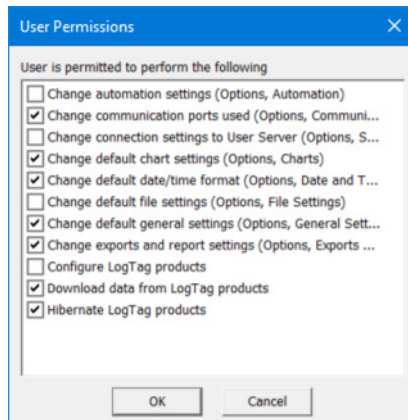 User Permissions
User is permitted to perform the following
Change automation settings (Options, Automation)
Change communication ports used (Options, Communi...
Change connection settings to User Server (Options, S...
Change default chart settings (Options, Charts)
Change default date/time format (Options, Date and T...
Change default file settings (Options, File Settings)
Change default general settings (Options, General Sett...
Change exports and report settings (Options, Exports ...
Configure LogTag products
Download data from LogTag products
Hibernate LogTag products
OK
Cancel